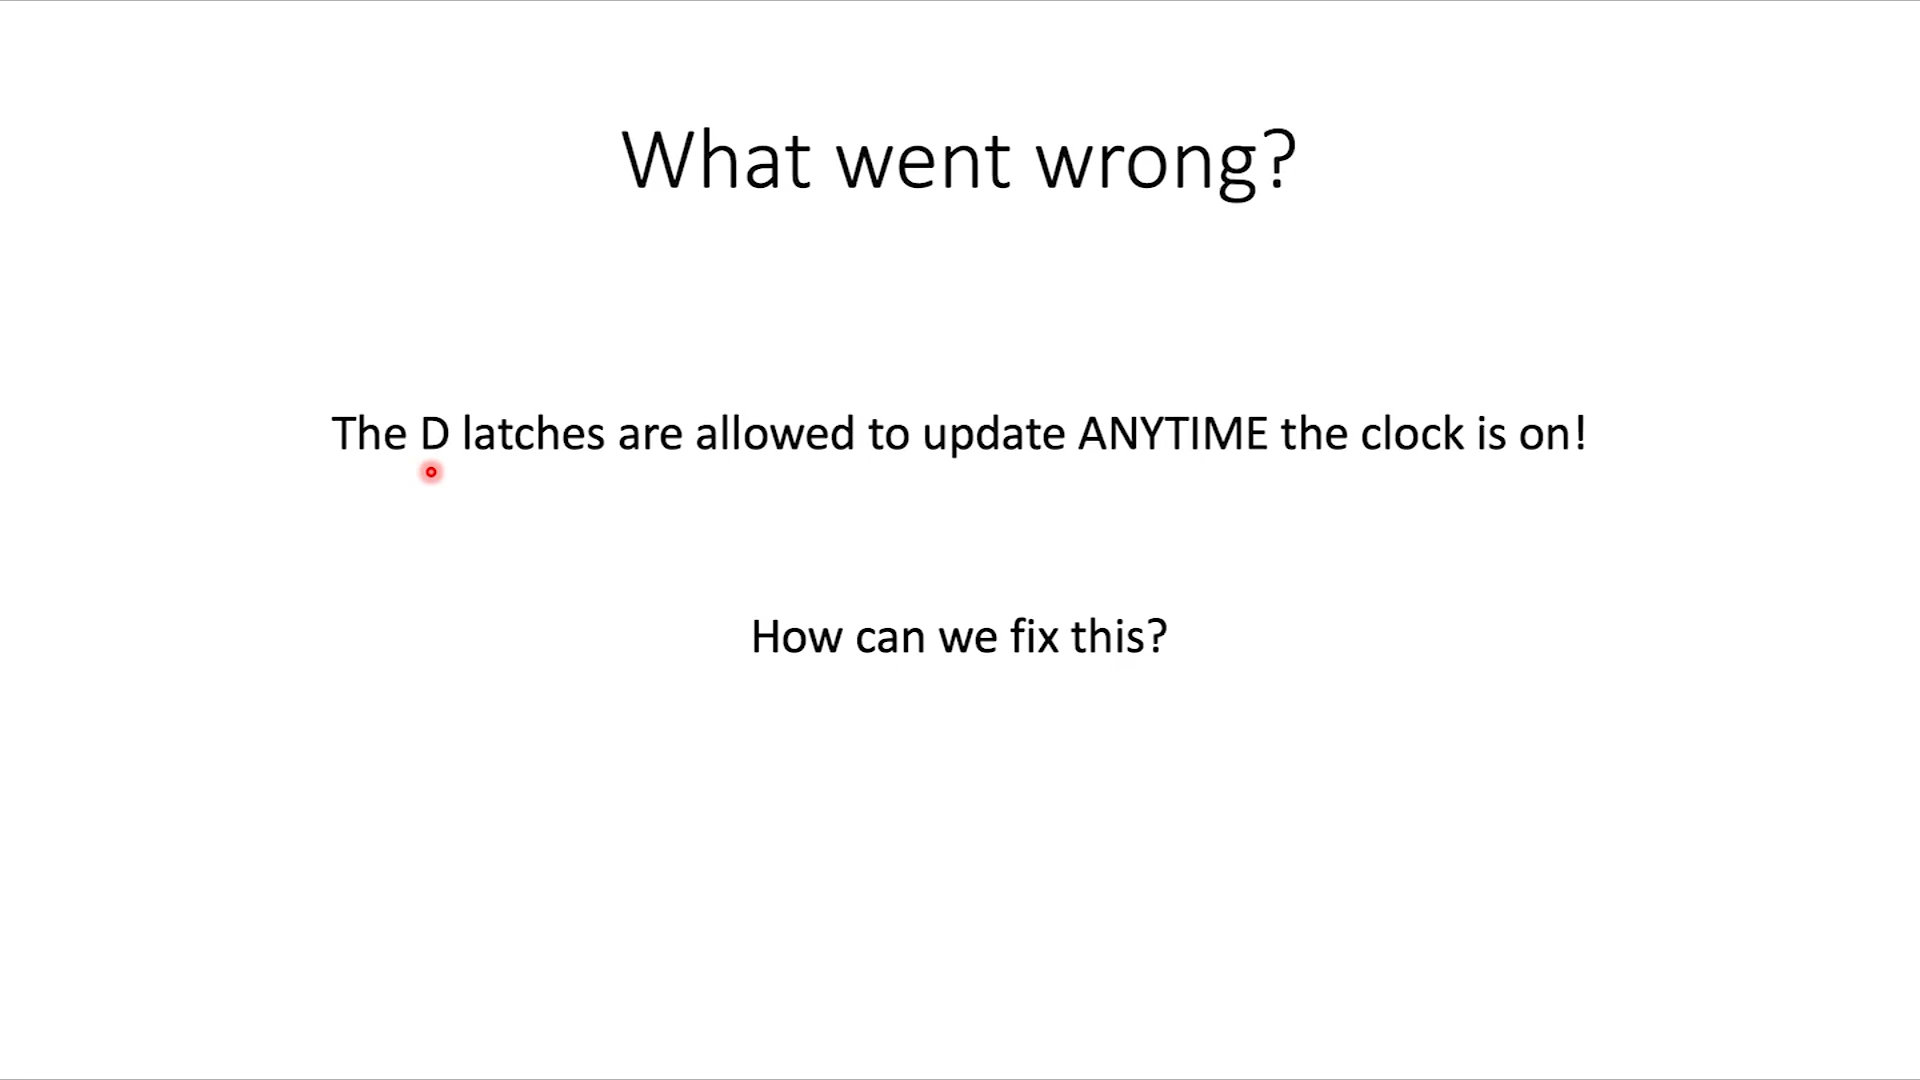 What went wrong?
The D latches are allowed to update ANYTIME the clock is on!
How can we fix this?